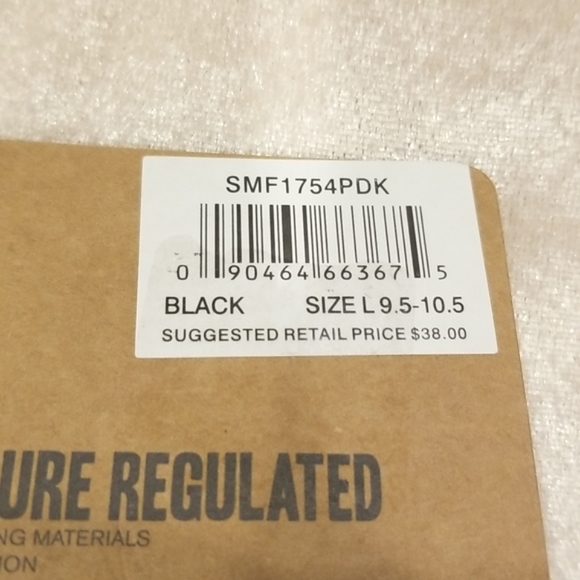 SMF1754PDK
0 90464 66367 5
BLACK SIZE L 9.5-10.5
SUGGESTED RETAIL PRICE $38.00
URE REGULATED
NG MATERIALS
ION